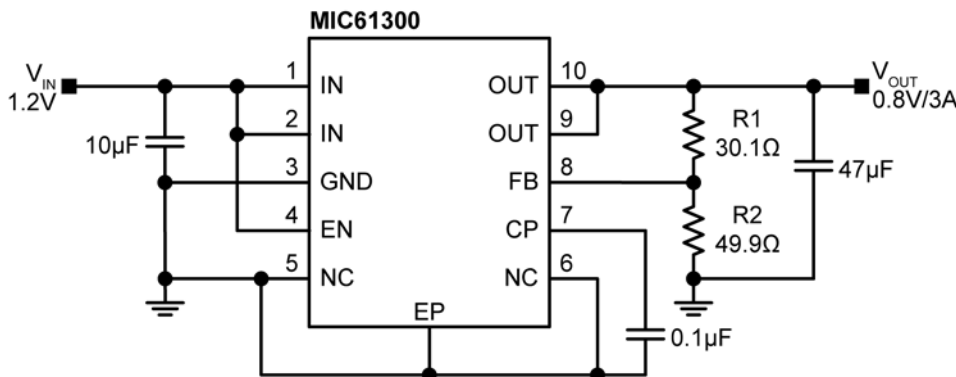 MIC61300
V_IN
1.2V
10µF
1
IN
2
IN
3
GND
4
EN
5
NC
EP
OUT
10
OUT
9
FB
8
CP
7
NC
6
R1
30.1Ω
R2
49.9Ω
47µF
0.1µF
V_OUT
0.8V/3A